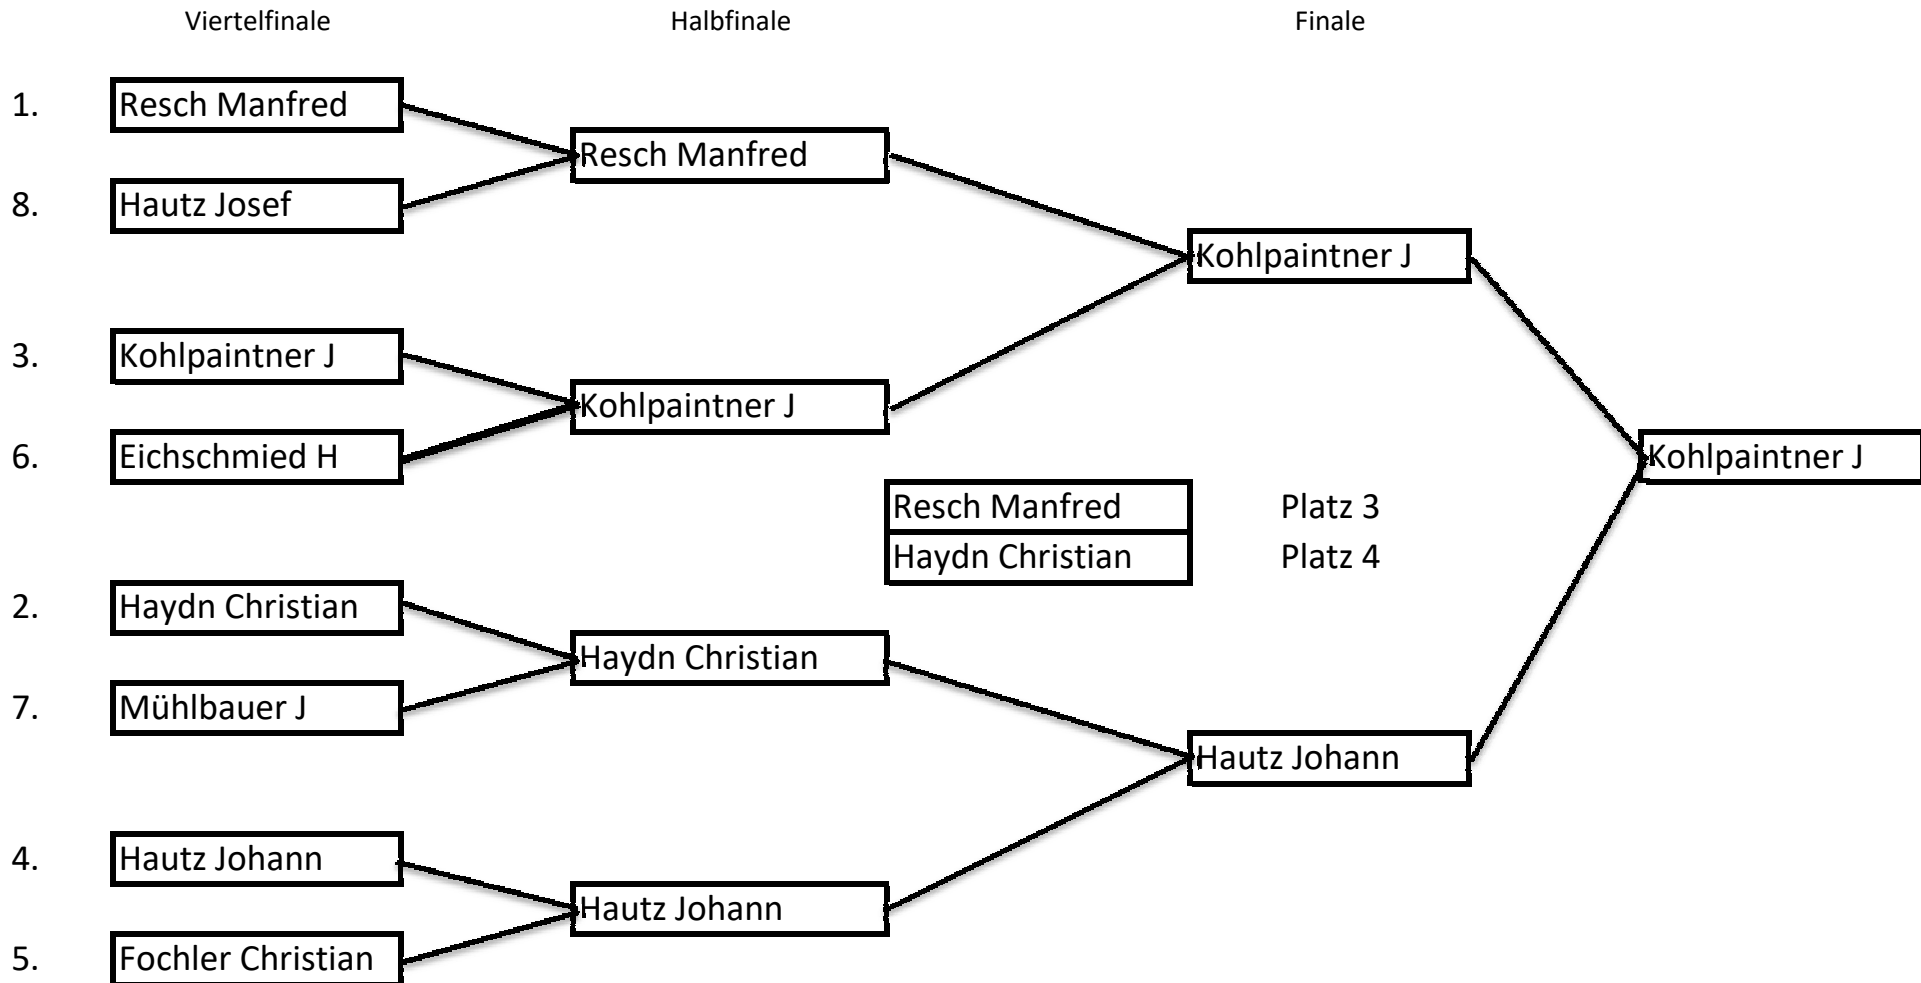 Viertelfinale Halbfinale Finale
1. Resch Manfred
Resch Manfred
8. Hautz Josef
Kohlpaintner J
3. Kohlpaintner J
Kohlpaintner J
6. Eichschmied H
Kohlpaintner J
Resch Manfred Platz 3
Haydn Christian Platz 4
2. Haydn Christian
Haydn Christian
7. Mühlbauer J
Hautz Johann
4. Hautz Johann
Hautz Johann
5. Fochler Christian